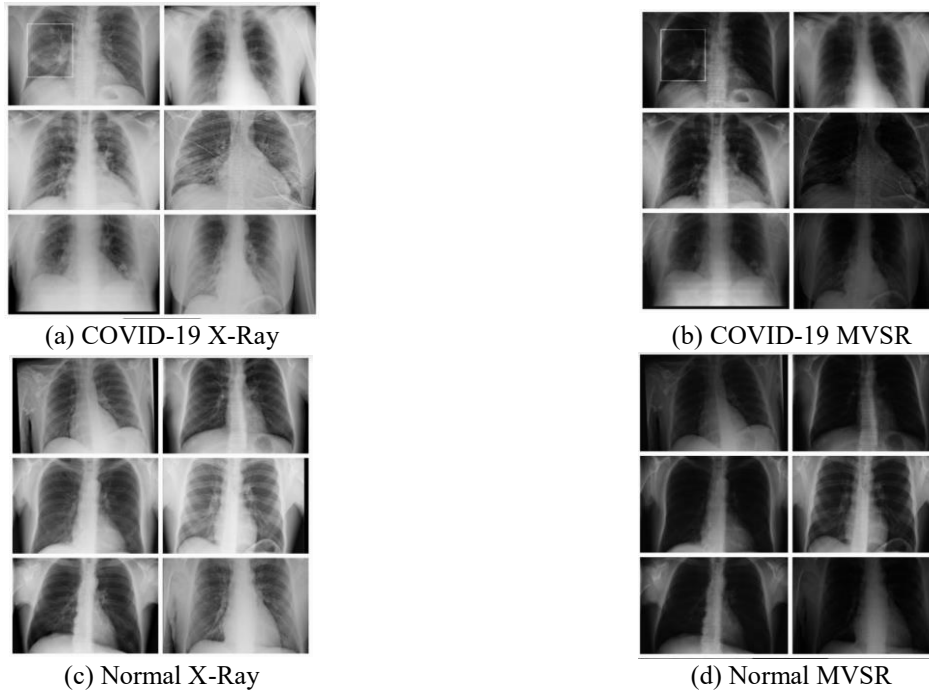 (a) COVID-19 X-Ray
(b) COVID-19 MVSR
(c) Normal X-Ray
(d) Normal MVSR